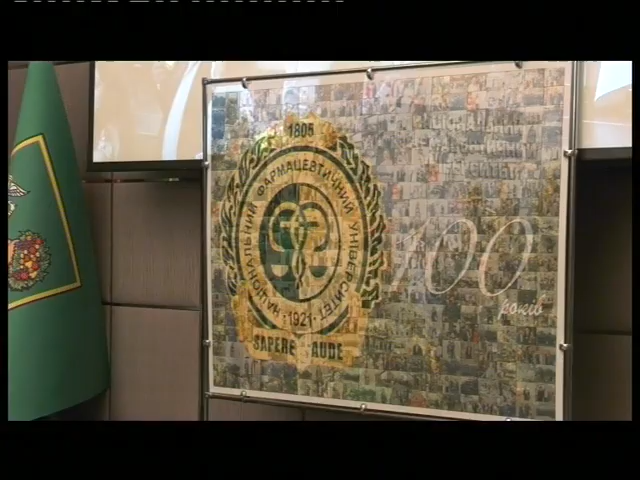 1805
НАЦІОНАЛЬНИЙ ФАРМАЦЕВТИЧНИЙ УНІВЕРСИТЕТ
·1921·
SAPERE AUDE
100
років